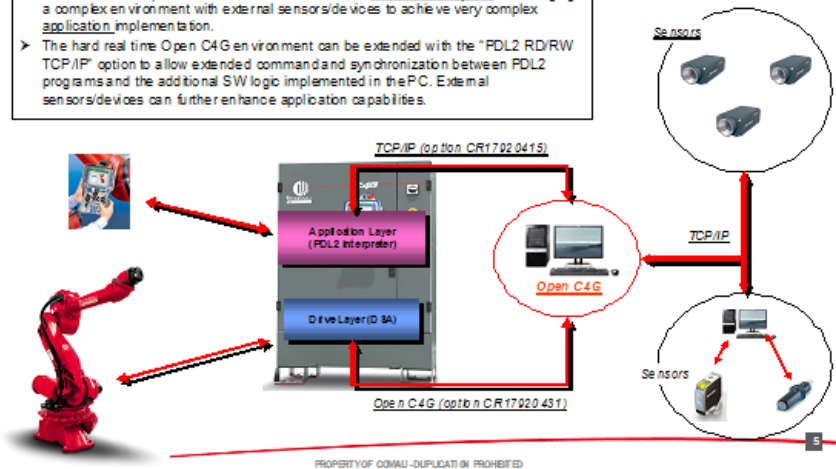 a complex environment with external sensors/devices to achieve very complex
application implementation.
➤ The hard real time Open C4G environment can be extended with the "PDL2 RD/RW
TCP/IP" option to allow extended command and synchronization between PDL2
programs and the additional SW logic implemented in the PC. External
sensors/devices can further enhance application capabilities.
Sensors
TCP/IP (option CR17920415)
Application Layer
(PDL2 Interpreter)
TCP/IP
Open C4G
Drive Layer (DSA)
Sensors
Open C4G (option CR17920431)
5
PROPERTY OF COMAU - DUPLICATION PROHIBITED